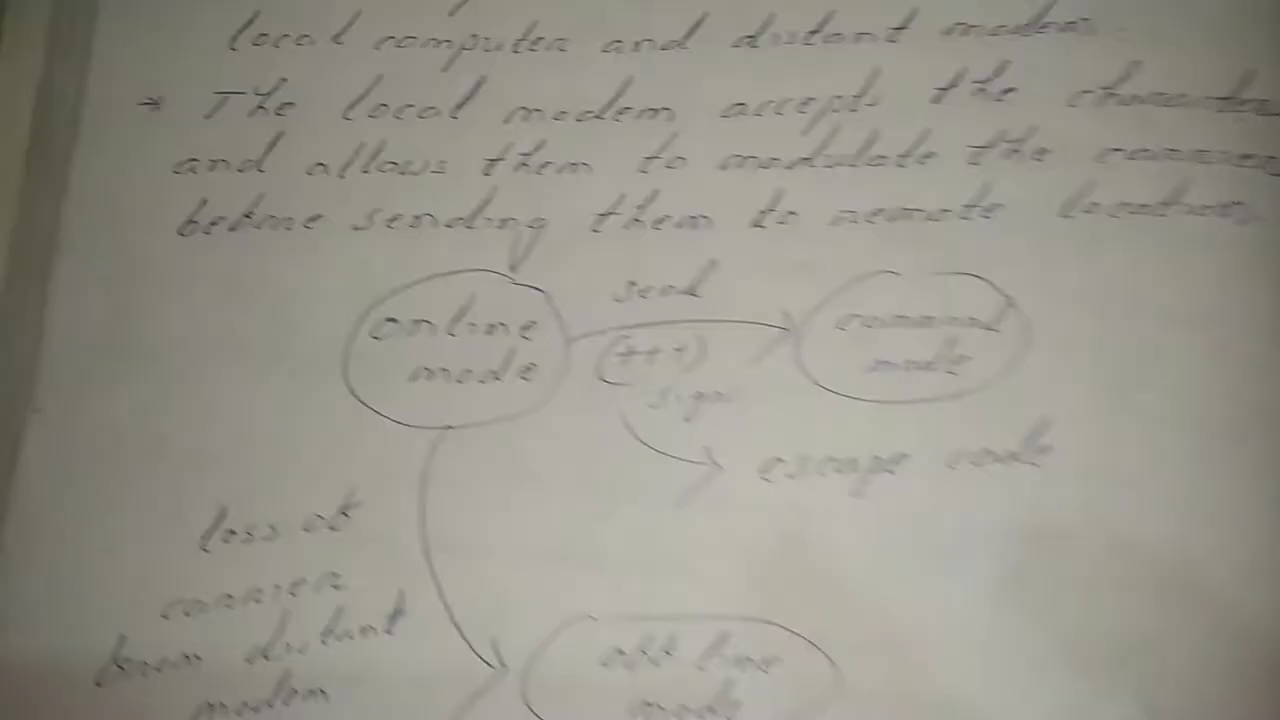 local computer and distant modem.
→ The local modem accepts the character
and allows them to modulate the carrier
before sending them to remote location,
online
mode
send
(+++)
sign
command
mode
escape code
loss of
carrier
from distant
modem
off line
mode